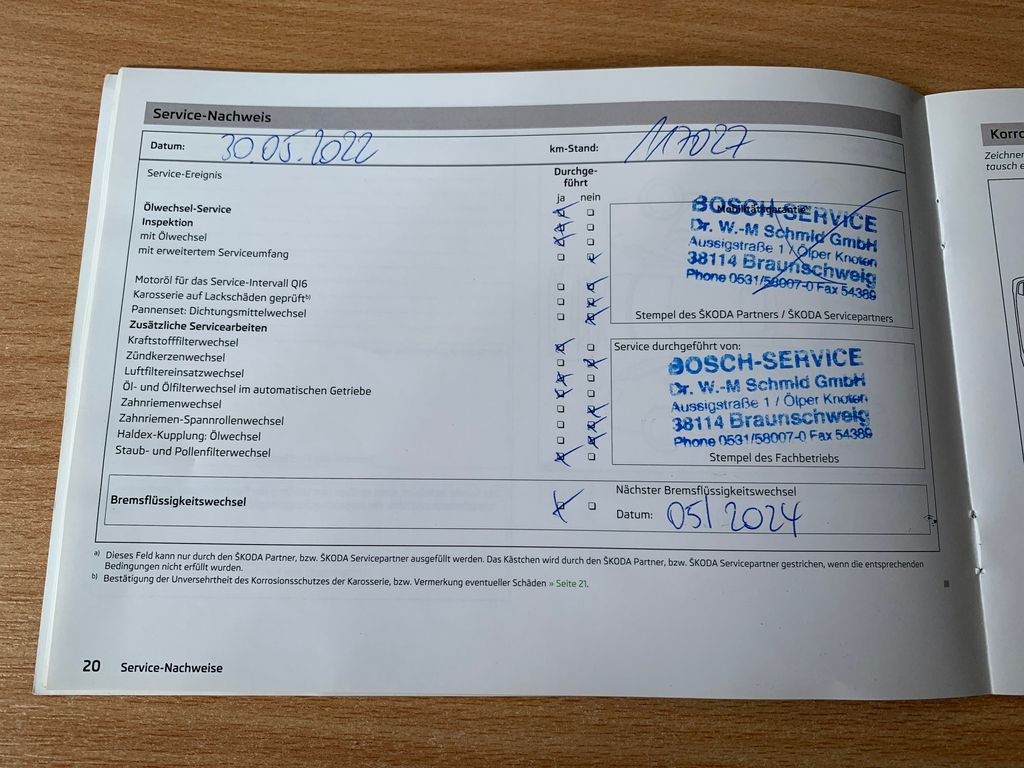 Service-Nachweis
Datum: 30.05.2022 km-Stand: 117027
Service-Ereignis Durchge-
führt
ja nein
Ölwechsel-Service
Inspektion
mit Ölwechsel
mit erweitertem Serviceumfang
Motoröl für das Service-Intervall QI6
Karosserie auf Lackschäden geprüft b)
Pannenset: Dichtungsmittelwechsel
Zusätzliche Servicearbeiten
Kraftstofffilterwechsel
Zündkerzenwechsel
Luftfiltereinsatzwechsel
Öl- und Ölfilterwechsel im automatischen Getriebe
Zahnriemenwechsel
Zahnriemen-Spannrollenwechsel
Haldex-Kupplung: Ölwechsel
Staub- und Pollenfilterwechsel
Mobilitätsgarantie a)
BOSCH-SERVICE
Dr. W.-M Schmid GmbH
Aussigstraße 1 / Ölper Knoten
38114 Braunschweig
Phone 0531/58007-0 Fax 54389
Stempel des ŠKODA Partners / ŠKODA Servicepartners
Service durchgeführt von:
BOSCH-SERVICE
Dr. W.-M Schmid GmbH
Aussigstraße 1 / Ölper Knoten
38114 Braunschweig
Phone 0531/58007-0 Fax 54389
Stempel des Fachbetriebs
Bremsflüssigkeitswechsel
Nächster Bremsflüssigkeitswechsel
Datum: 05/2024
a) Dieses Feld kann nur durch den ŠKODA Partner, bzw. ŠKODA Servicepartner ausgefüllt werden. Das Kästchen wird durch den ŠKODA Partner, bzw. ŠKODA Servicepartner gestrichen, wenn die entsprechenden
Bedingungen nicht erfüllt wurden.
b) Bestätigung der Unversehrtheit des Korrosionsschutzes der Karosserie, bzw. Vermerkung eventueller Schäden » Seite 21.
20 Service-Nachweise
Korro
Zeichner
tausch e